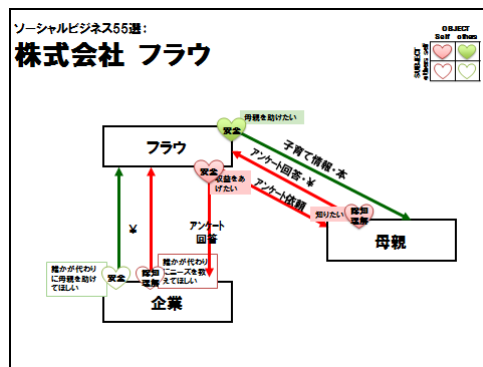 ソーシャルビジネス55選:
株式会社 フラウ
OBJECT
Self others
SUBJECT
others self
母親を助けたい
安全
フラウ
安全
収益をあ
げたい
子育て情報・本
アンケート回答・¥
アンケート依頼
知りたい
認知
理解
母親
¥
アンケート
回答
誰かが代わり
に母親を助け
てほしい
安全
認知
理解
誰かが代わり
にニーズを教
えてほしい
企業